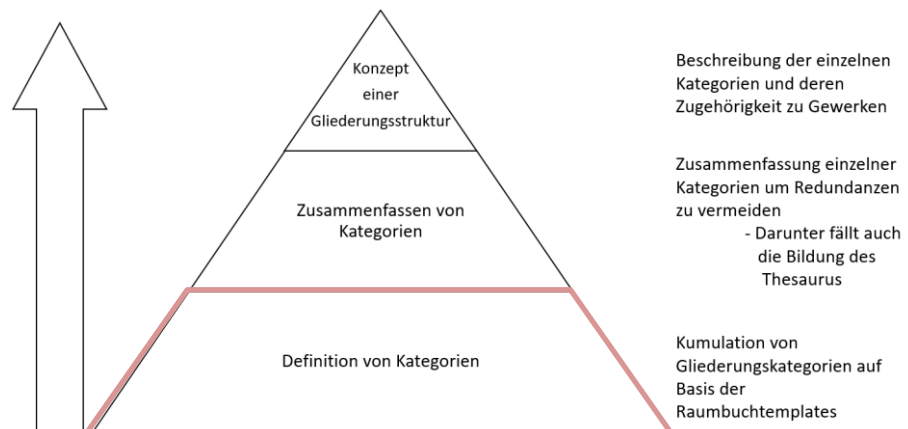 Konzept
einer
Gliederungsstruktur
Beschreibung der einzelnen
Kategorien und deren
Zugehörigkeit zu Gewerken
Zusammenfassen von
Kategorien
Zusammenfassung einzelner
Kategorien um Redundanzen
zu vermeiden
- Darunter fällt auch
die Bildung des
Thesaurus
Definition von Kategorien
Kumulation von
Gliederungskategorien auf
Basis der
Raumbuchtemplates